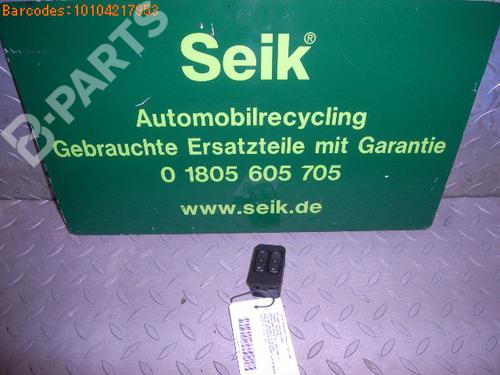 Barcodes: 10104217953
B-PARTS
Seik®
Automobilrecycling
Gebrauchte Ersatzteile mit Garantie
0 1805 605 705
www.seik.de